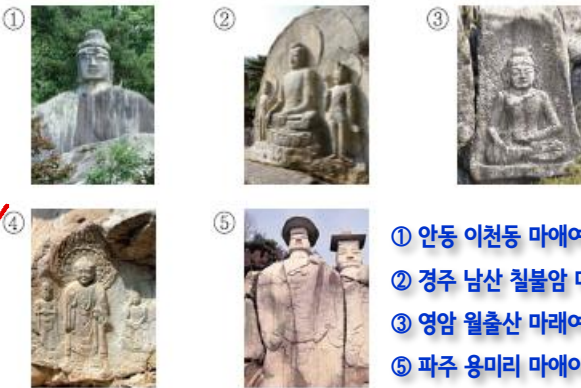 ①
②
③
④
⑤
① 안동 이천동 마애여
② 경주 남산 칠불암 마
③ 영암 월출산 마래여
⑤ 파주 용미리 마애이